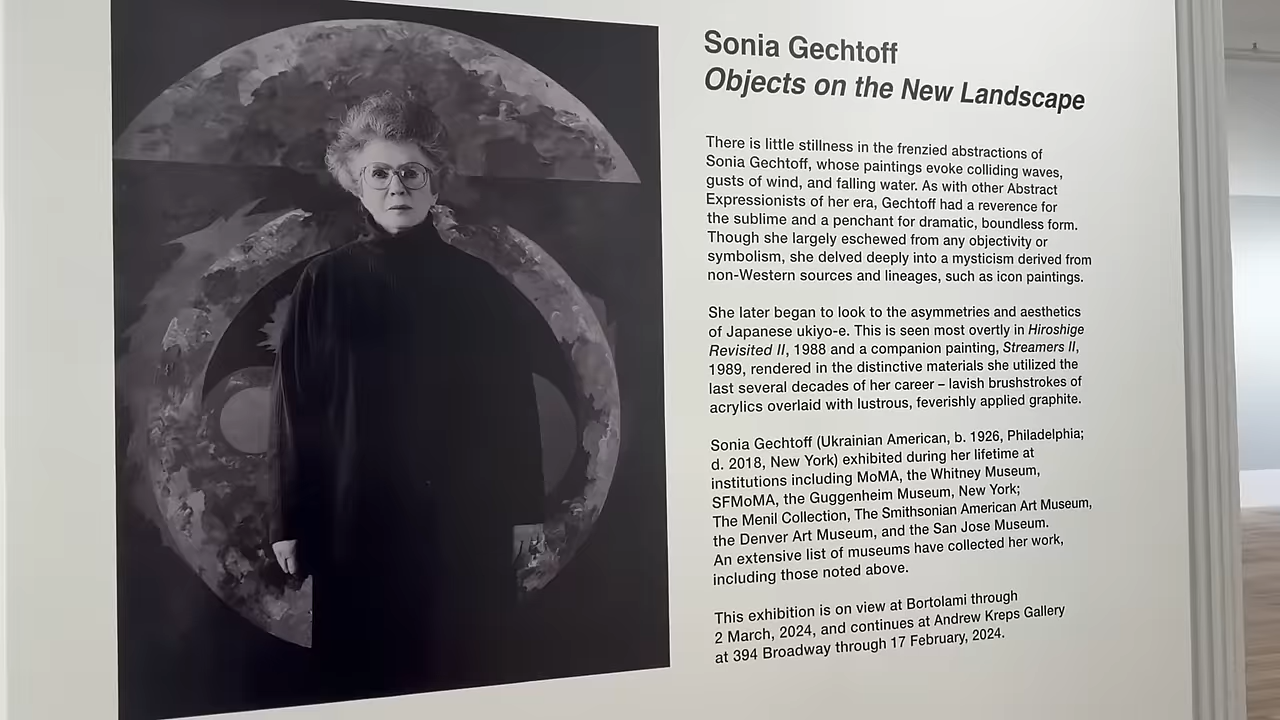 Sonia Gechtoff
Objects on the New Landscape
There is little stillness in the frenzied abstractions of
Sonia Gechtoff, whose paintings evoke colliding waves,
gusts of wind, and falling water. As with other Abstract
Expressionists of her era, Gechtoff had a reverence for
the sublime and a penchant for dramatic, boundless form.
Though she largely eschewed from any objectivity or
symbolism, she delved deeply into a mysticism derived from
non-Western sources and lineages, such as icon paintings.
She later began to look to the asymmetries and aesthetics
of Japanese ukiyo-e. This is seen most overtly in Hiroshige
Revisited II, 1988 and a companion painting, Streamers II,
1989, rendered in the distinctive materials she utilized the
last several decades of her career – lavish brushstrokes of
acrylics overlaid with lustrous, feverishly applied graphite.
Sonia Gechtoff (Ukrainian American, b. 1926, Philadelphia;
d. 2018, New York) exhibited during her lifetime at
institutions including MoMA, the Whitney Museum,
SFMoMA, the Guggenheim Museum, New York;
The Menil Collection, The Smithsonian American Art Museum,
the Denver Art Museum, and the San Jose Museum.
An extensive list of museums have collected her work,
including those noted above.
This exhibition is on view at Bortolami through
2 March, 2024, and continues at Andrew Kreps Gallery
at 394 Broadway through 17 February, 2024.